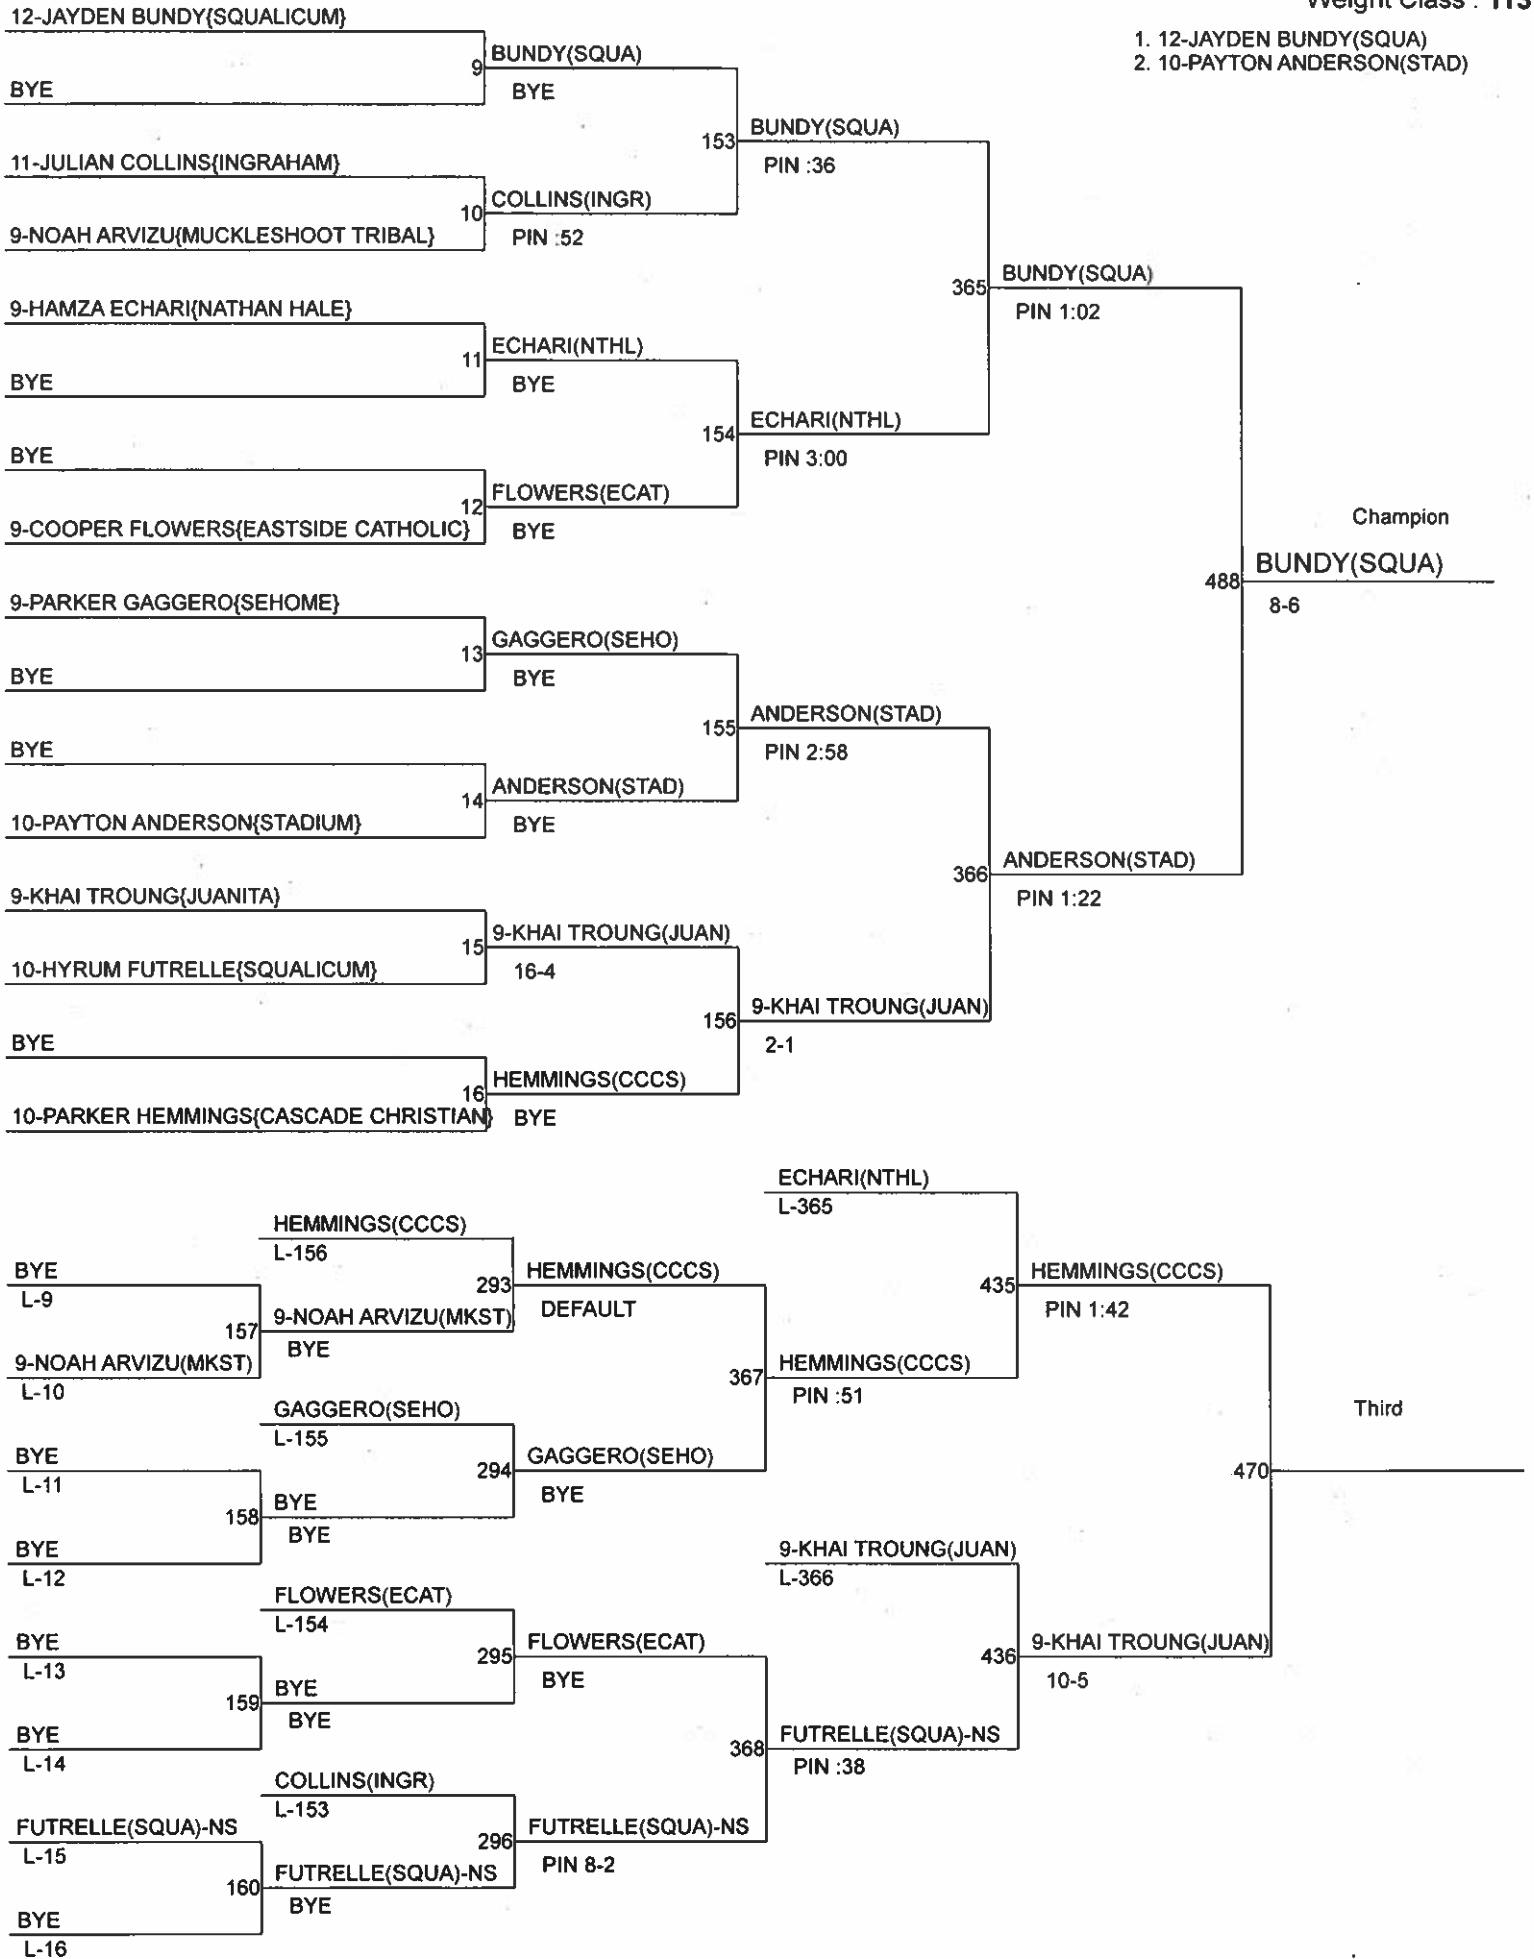 Weight Class : 113
1. 12-JAYDEN BUNDY(SQUA)
2. 10-PAYTON ANDERSON(STAD)
12-JAYDEN BUNDY{SQUALICUM}
9
BUNDY(SQUA)
BYE
BYE
153
BUNDY(SQUA)
PIN :36
11-JULIAN COLLINS{INGRAHAM}
10
COLLINS(INGR)
PIN :52
9-NOAH ARVIZU{MUCKLESHOOT TRIBAL}
365
BUNDY(SQUA)
PIN 1:02
9-HAMZA ECHARI{NATHAN HALE}
11
ECHARI(NTHL)
BYE
BYE
154
ECHARI(NTHL)
PIN 3:00
BYE
12
FLOWERS(ECAT)
BYE
9-COOPER FLOWERS{EASTSIDE CATHOLIC}
Champion
488
BUNDY(SQUA)
8-6
9-PARKER GAGGERO{SEHOME}
13
GAGGERO(SEHO)
BYE
BYE
155
ANDERSON(STAD)
PIN 2:58
BYE
14
ANDERSON(STAD)
BYE
10-PAYTON ANDERSON{STADIUM}
366
ANDERSON(STAD)
PIN 1:22
9-KHAI TROUNG{JUANITA}
15
9-KHAI TROUNG(JUAN)
16-4
10-HYRUM FUTRELLE{SQUALICUM}
156
9-KHAI TROUNG(JUAN)
2-1
BYE
16
HEMMINGS(CCCS)
BYE
10-PARKER HEMMINGS{CASCADE CHRISTIAN}
ECHARI(NTHL)
L-365
HEMMINGS(CCCS)
L-156
BYE
L-9
293
HEMMINGS(CCCS)
DEFAULT
435
HEMMINGS(CCCS)
PIN 1:42
157
9-NOAH ARVIZU(MKST)
BYE
9-NOAH ARVIZU(MKST)
L-10
367
HEMMINGS(CCCS)
PIN :51
GAGGERO(SEHO)
L-155
Third
BYE
L-11
294
GAGGERO(SEHO)
BYE
470
158
BYE
BYE
BYE
L-12
9-KHAI TROUNG(JUAN)
L-366
FLOWERS(ECAT)
L-154
BYE
L-13
295
FLOWERS(ECAT)
BYE
436
9-KHAI TROUNG(JUAN)
10-5
159
BYE
BYE
BYE
L-14
368
FUTRELLE(SQUA)-NS
PIN :38
COLLINS(INGR)
L-153
FUTRELLE(SQUA)-NS
L-15
296
FUTRELLE(SQUA)-NS
PIN 8-2
160
FUTRELLE(SQUA)-NS
BYE
BYE
L-16